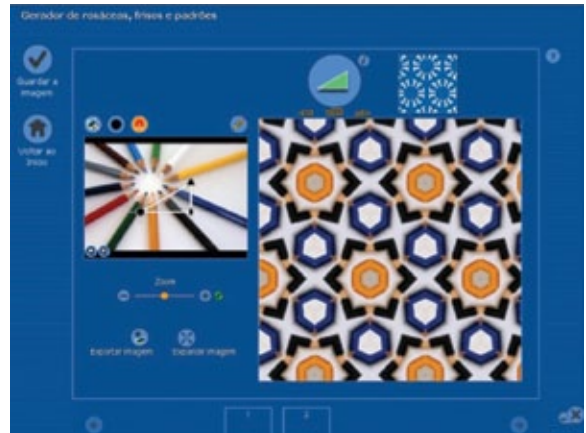 Gerador de rosáceas, frisos e padrões
Guardar a
imagem
Voltar ao
Início
Zoom
Exportar imagem
Expandir imagem
1
2